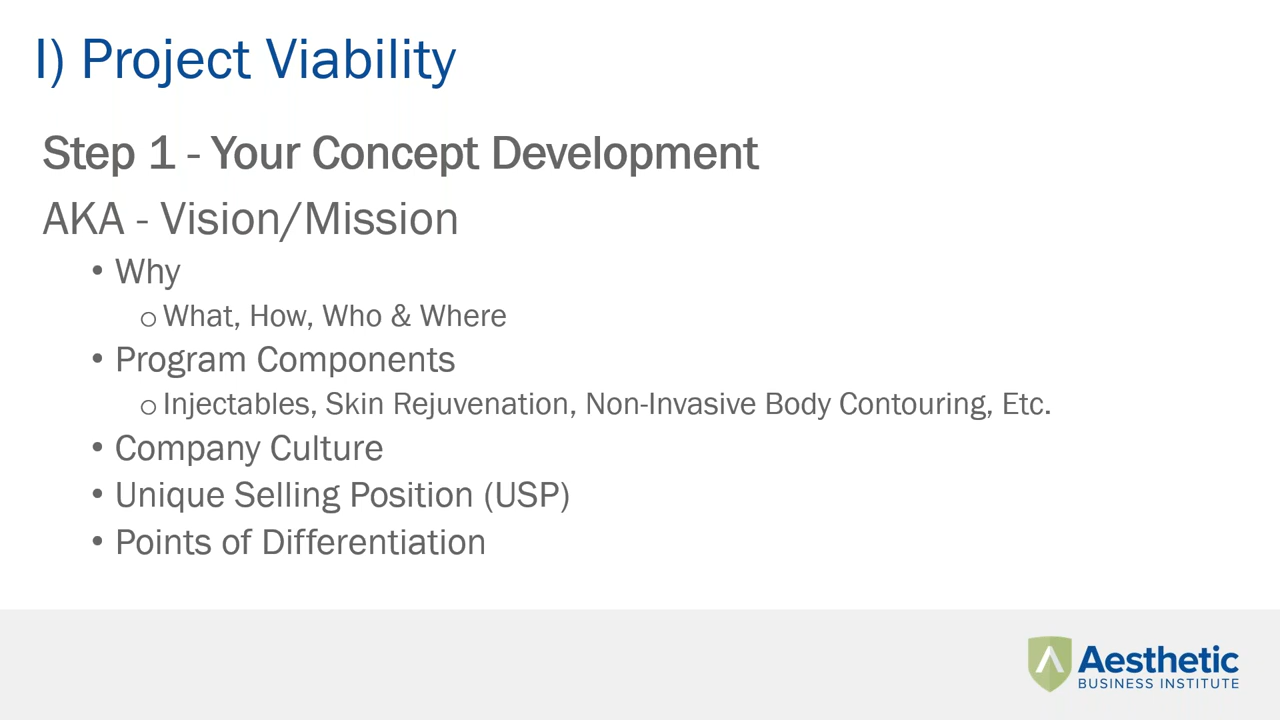 I) Project Viability
Step 1 - Your Concept Development
AKA - Vision/Mission
• Why
o What, How, Who & Where
• Program Components
o Injectables, Skin Rejuvenation, Non-Invasive Body Contouring, Etc.
• Company Culture
• Unique Selling Position (USP)
• Points of Differentiation
Aesthetic
BUSINESS INSTITUTE